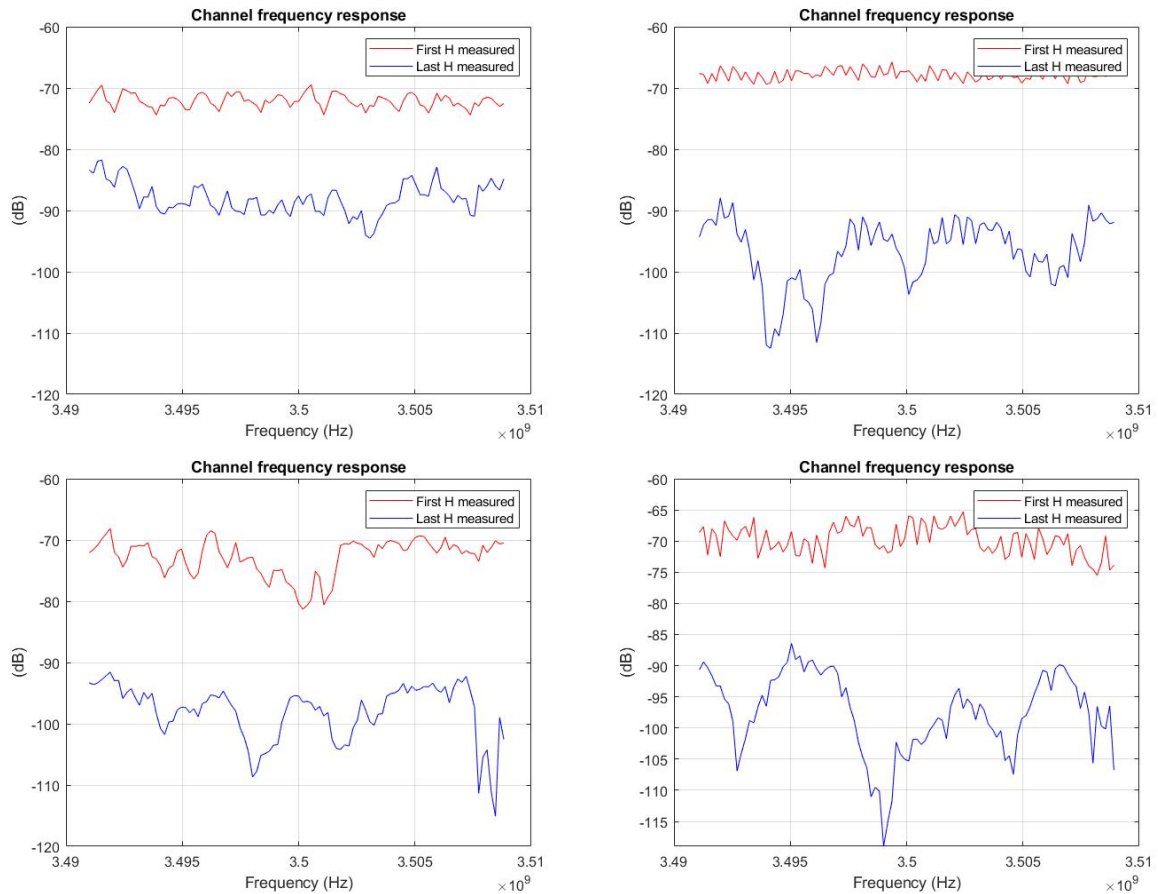 Channel frequency response
-60
-70
-80
-90
-100
-110
-120
(dB)
First H measured
Last H measured
3.49
3.495
3.5
3.505
3.51
Frequency (Hz)
×10⁹
Channel frequency response
-60
-70
-80
-90
-100
-110
-120
(dB)
First H measured
Last H measured
3.49
3.495
3.5
3.505
3.51
Frequency (Hz)
×10⁹
Channel frequency response
-60
-70
-80
-90
-100
-110
-120
(dB)
First H measured
Last H measured
3.49
3.495
3.5
3.505
3.51
Frequency (Hz)
×10⁹
Channel frequency response
-60
-65
-70
-75
-80
-85
-90
-95
-100
-105
-110
-115
(dB)
First H measured
Last H measured
3.49
3.495
3.5
3.505
3.51
Frequency (Hz)
×10⁹